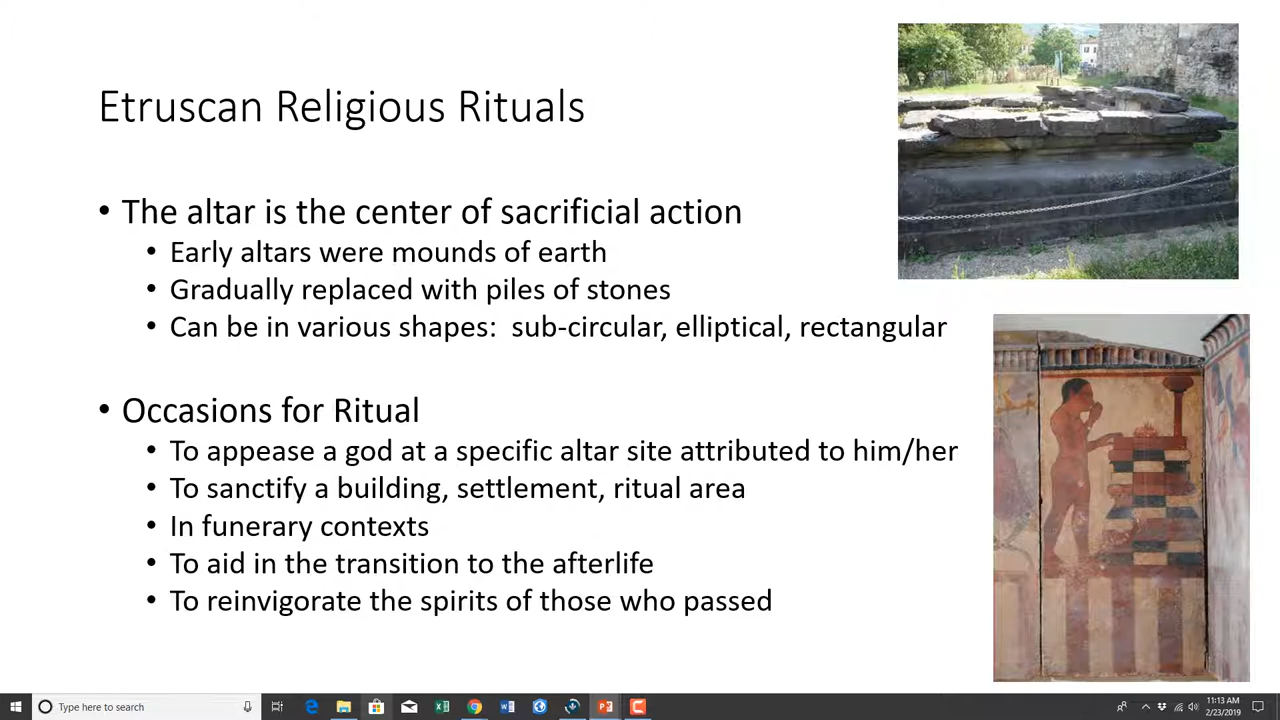 Etruscan Religious Rituals
• The altar is the center of sacrificial action
• Early altars were mounds of earth
• Gradually replaced with piles of stones
• Can be in various shapes:  sub-circular, elliptical, rectangular
• Occasions for Ritual
• To appease a god at a specific altar site attributed to him/her
• To sanctify a building, settlement, ritual area
• In funerary contexts
• To aid in the transition to the afterlife
• To reinvigorate the spirits of those who passed
Type here to search
11:13 AM
2/23/2019